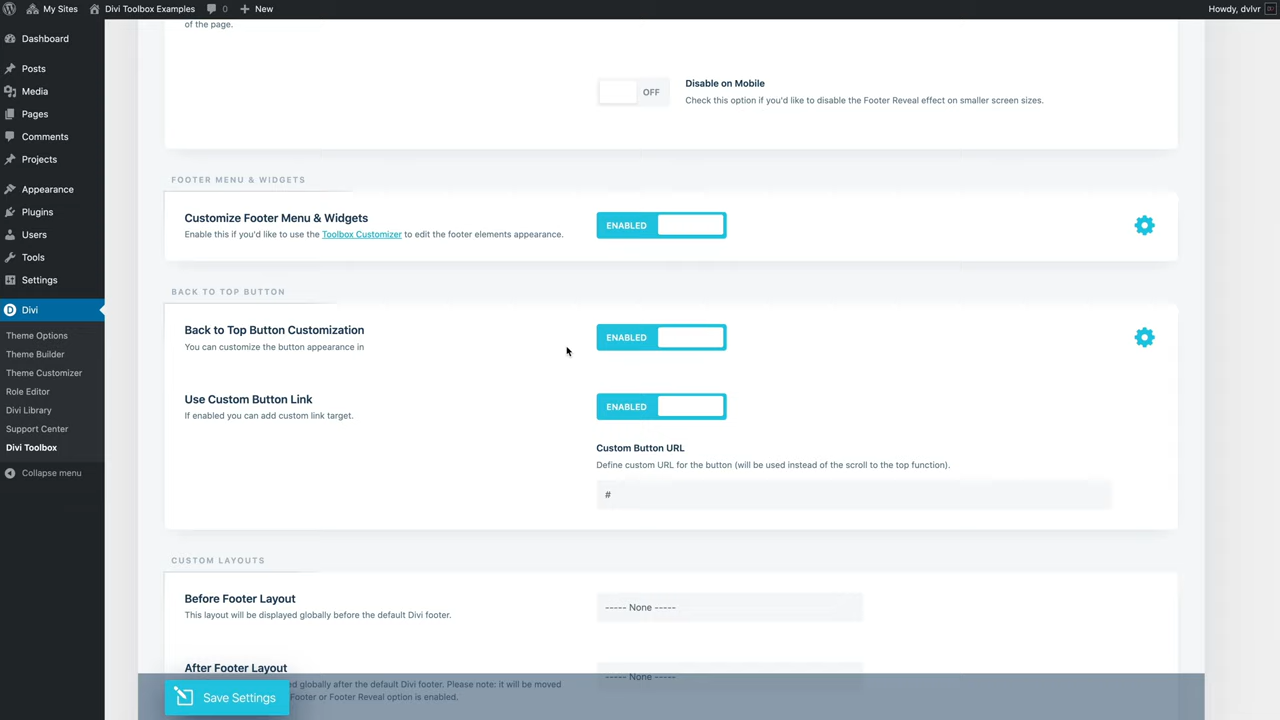 My Sites
Divi Toolbox Examples
0
New
Howdy, dvlvr
Dashboard
Posts
Media
Pages
Comments
Projects
Appearance
Plugins
Users
Tools
Settings
Divi
Theme Options
Theme Builder
Theme Customizer
Role Editor
Divi Library
Support Center
Divi Toolbox
Collapse menu
of the page.
OFF
Disable on Mobile
Check this option if you'd like to disable the Footer Reveal effect on smaller screen sizes.
FOOTER MENU & WIDGETS
Customize Footer Menu & Widgets
Enable this if you'd like to use the Toolbox Customizer to edit the footer elements appearance.
ENABLED
BACK TO TOP BUTTON
Back to Top Button Customization
You can customize the button appearance in
ENABLED
Use Custom Button Link
If enabled you can add custom link target.
ENABLED
Custom Button URL
Define custom URL for the button (will be used instead of the scroll to the top function).
#
CUSTOM LAYOUTS
Before Footer Layout
This layout will be displayed globally before the default Divi footer.
----- None -----
After Footer Layout
ed globally after the default Divi footer. Please note: it will be moved
Footer or Footer Reveal option is enabled.
----- None -----
Save Settings